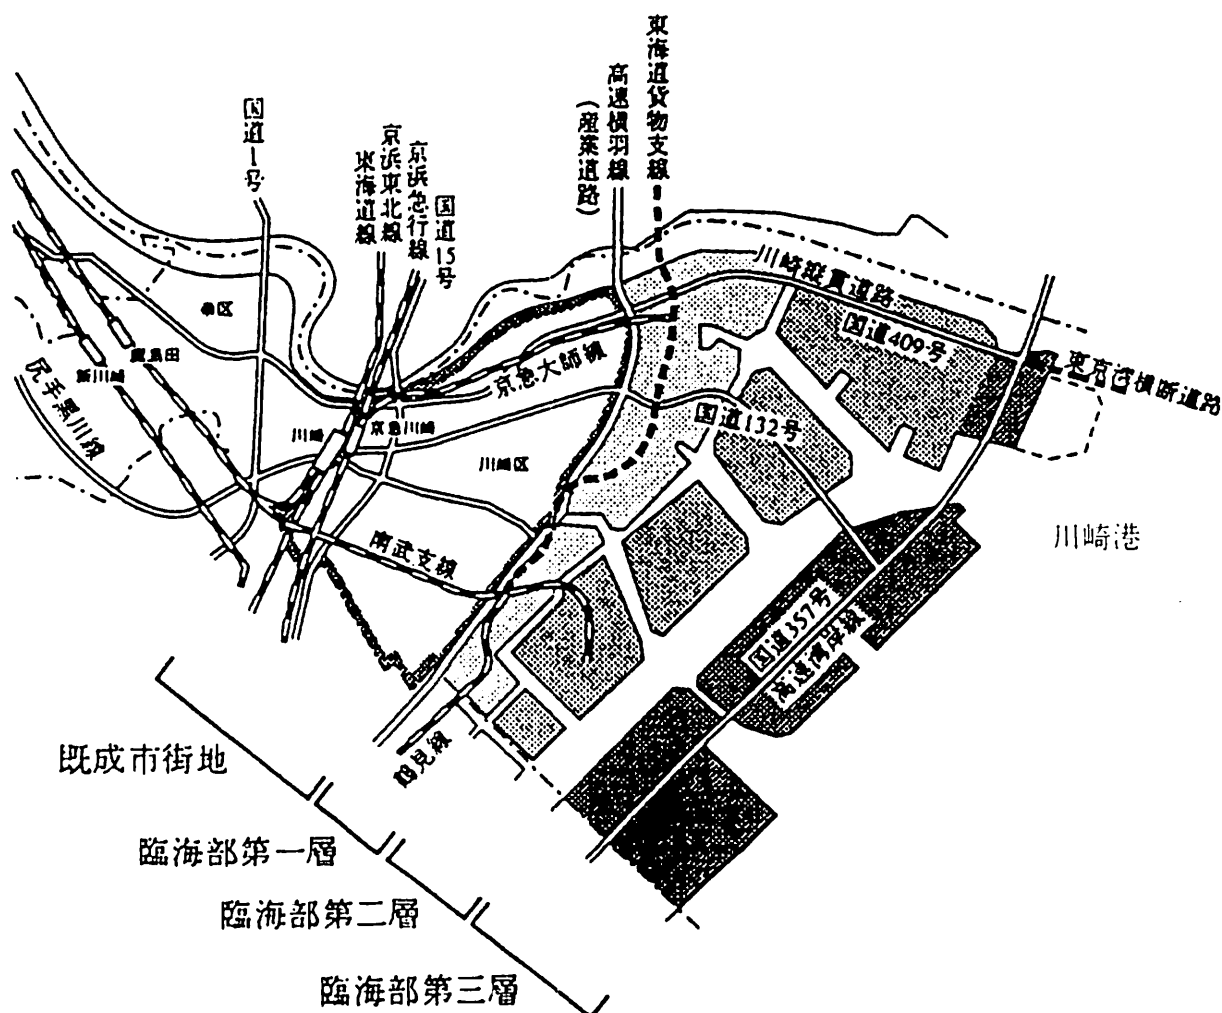 東海道貨物支線
高速横羽線
(産業道路)
国道1号
京浜東北線
東海道線
京浜急行線
国道15号
川崎縦貫道路
国道409号
東京湾横断道路
幸区
鹿島田
新川崎
尻手黒川線
京急大師線
国道132号
川崎
京急川崎
川崎区
川崎港
南武支線
国道357号
高速湾岸線
鶴見線
既成市街地
臨海部第一層
臨海部第二層
臨海部第三層